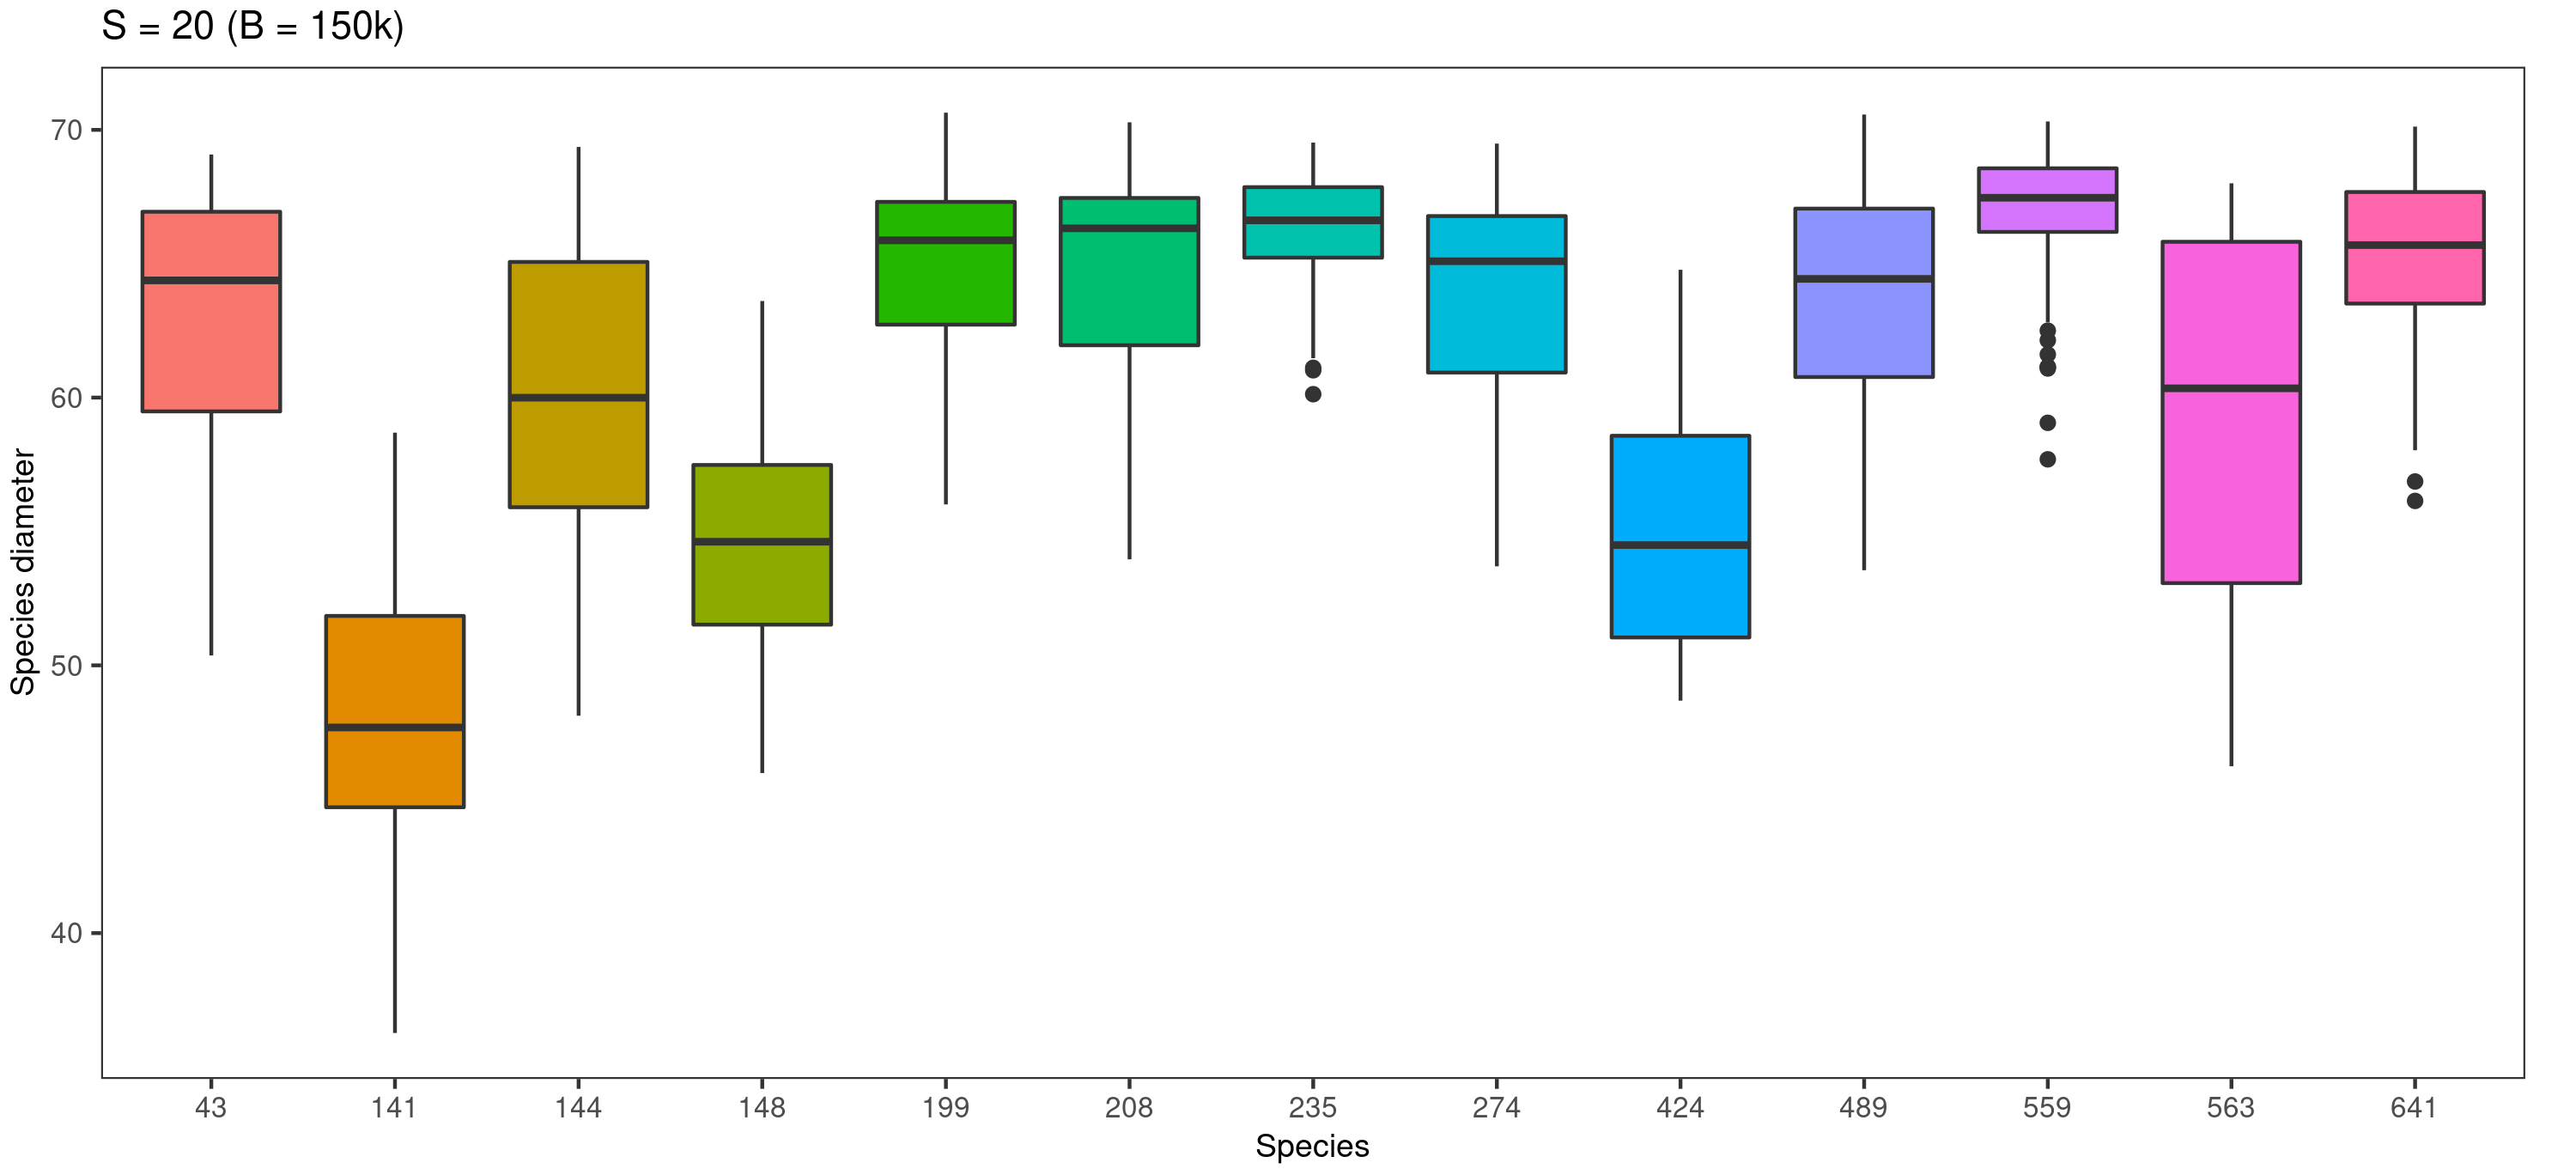 S = 20 (B = 150k)
Species diameter
70
60
50
40
43 141 144 148 199 208 235 274 424 489 559 563 641
Species